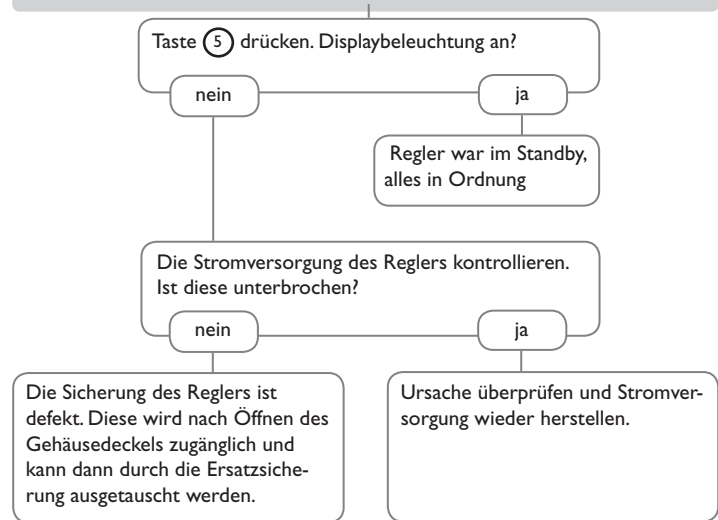 Taste 5 drücken. Displaybeleuchtung an?
nein
ja
Regler war im Standby,
alles in Ordnung
Die Stromversorgung des Reglers kontrollieren.
Ist diese unterbrochen?
nein
ja
Die Sicherung des Reglers ist
defekt. Diese wird nach Öffnen des
Gehäusedeckels zugänglich und
kann dann durch die Ersatzsiche-
rung ausgetauscht werden.
Ursache überprüfen und Stromver-
sorgung wieder herstellen.